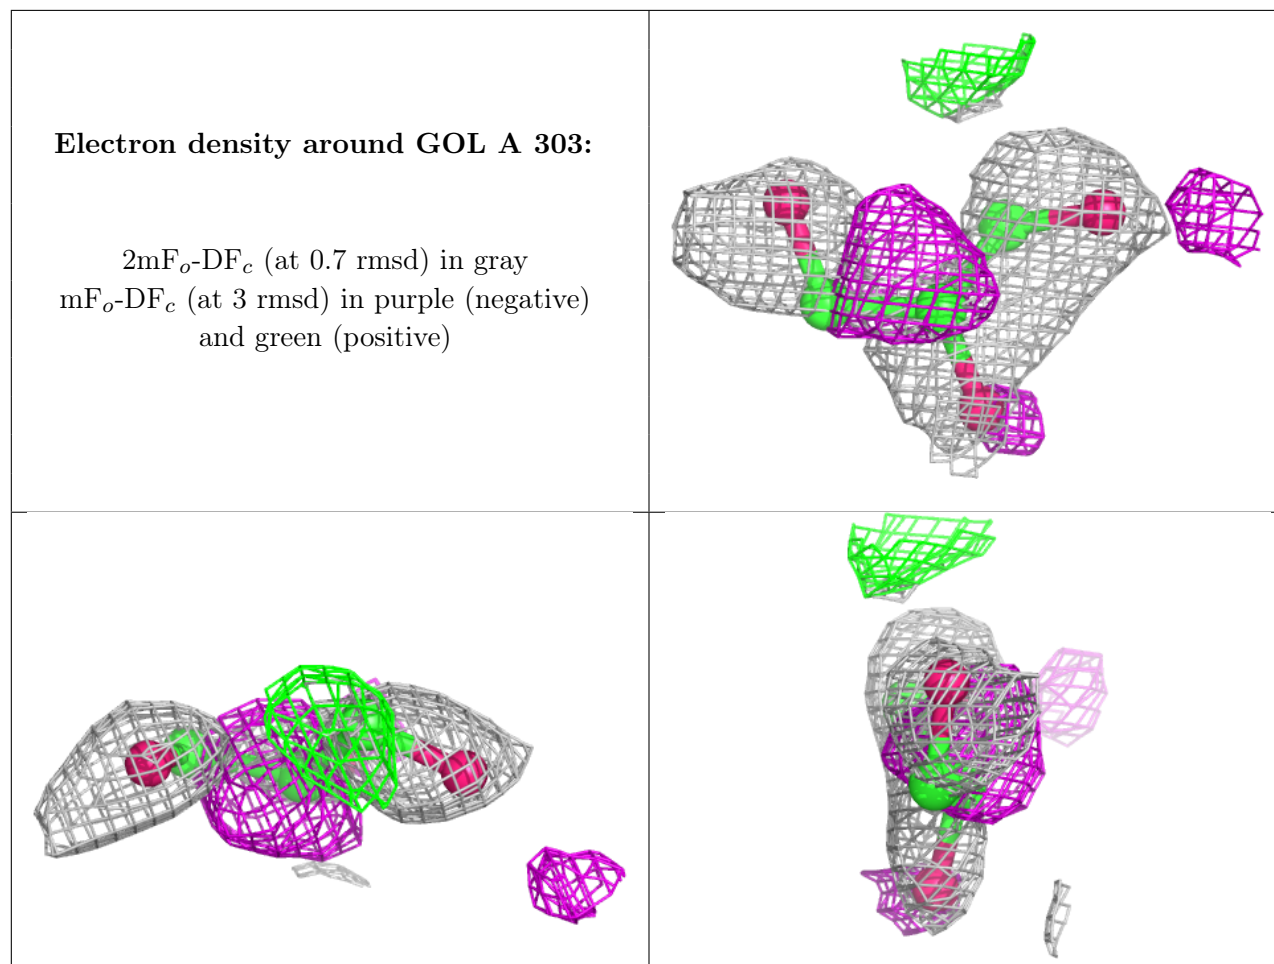 Electron density around GOL A 303:
2mFo-DFc (at 0.7 rmsd) in gray
mFo-DFc (at 3 rmsd) in purple (negative)
and green (positive)